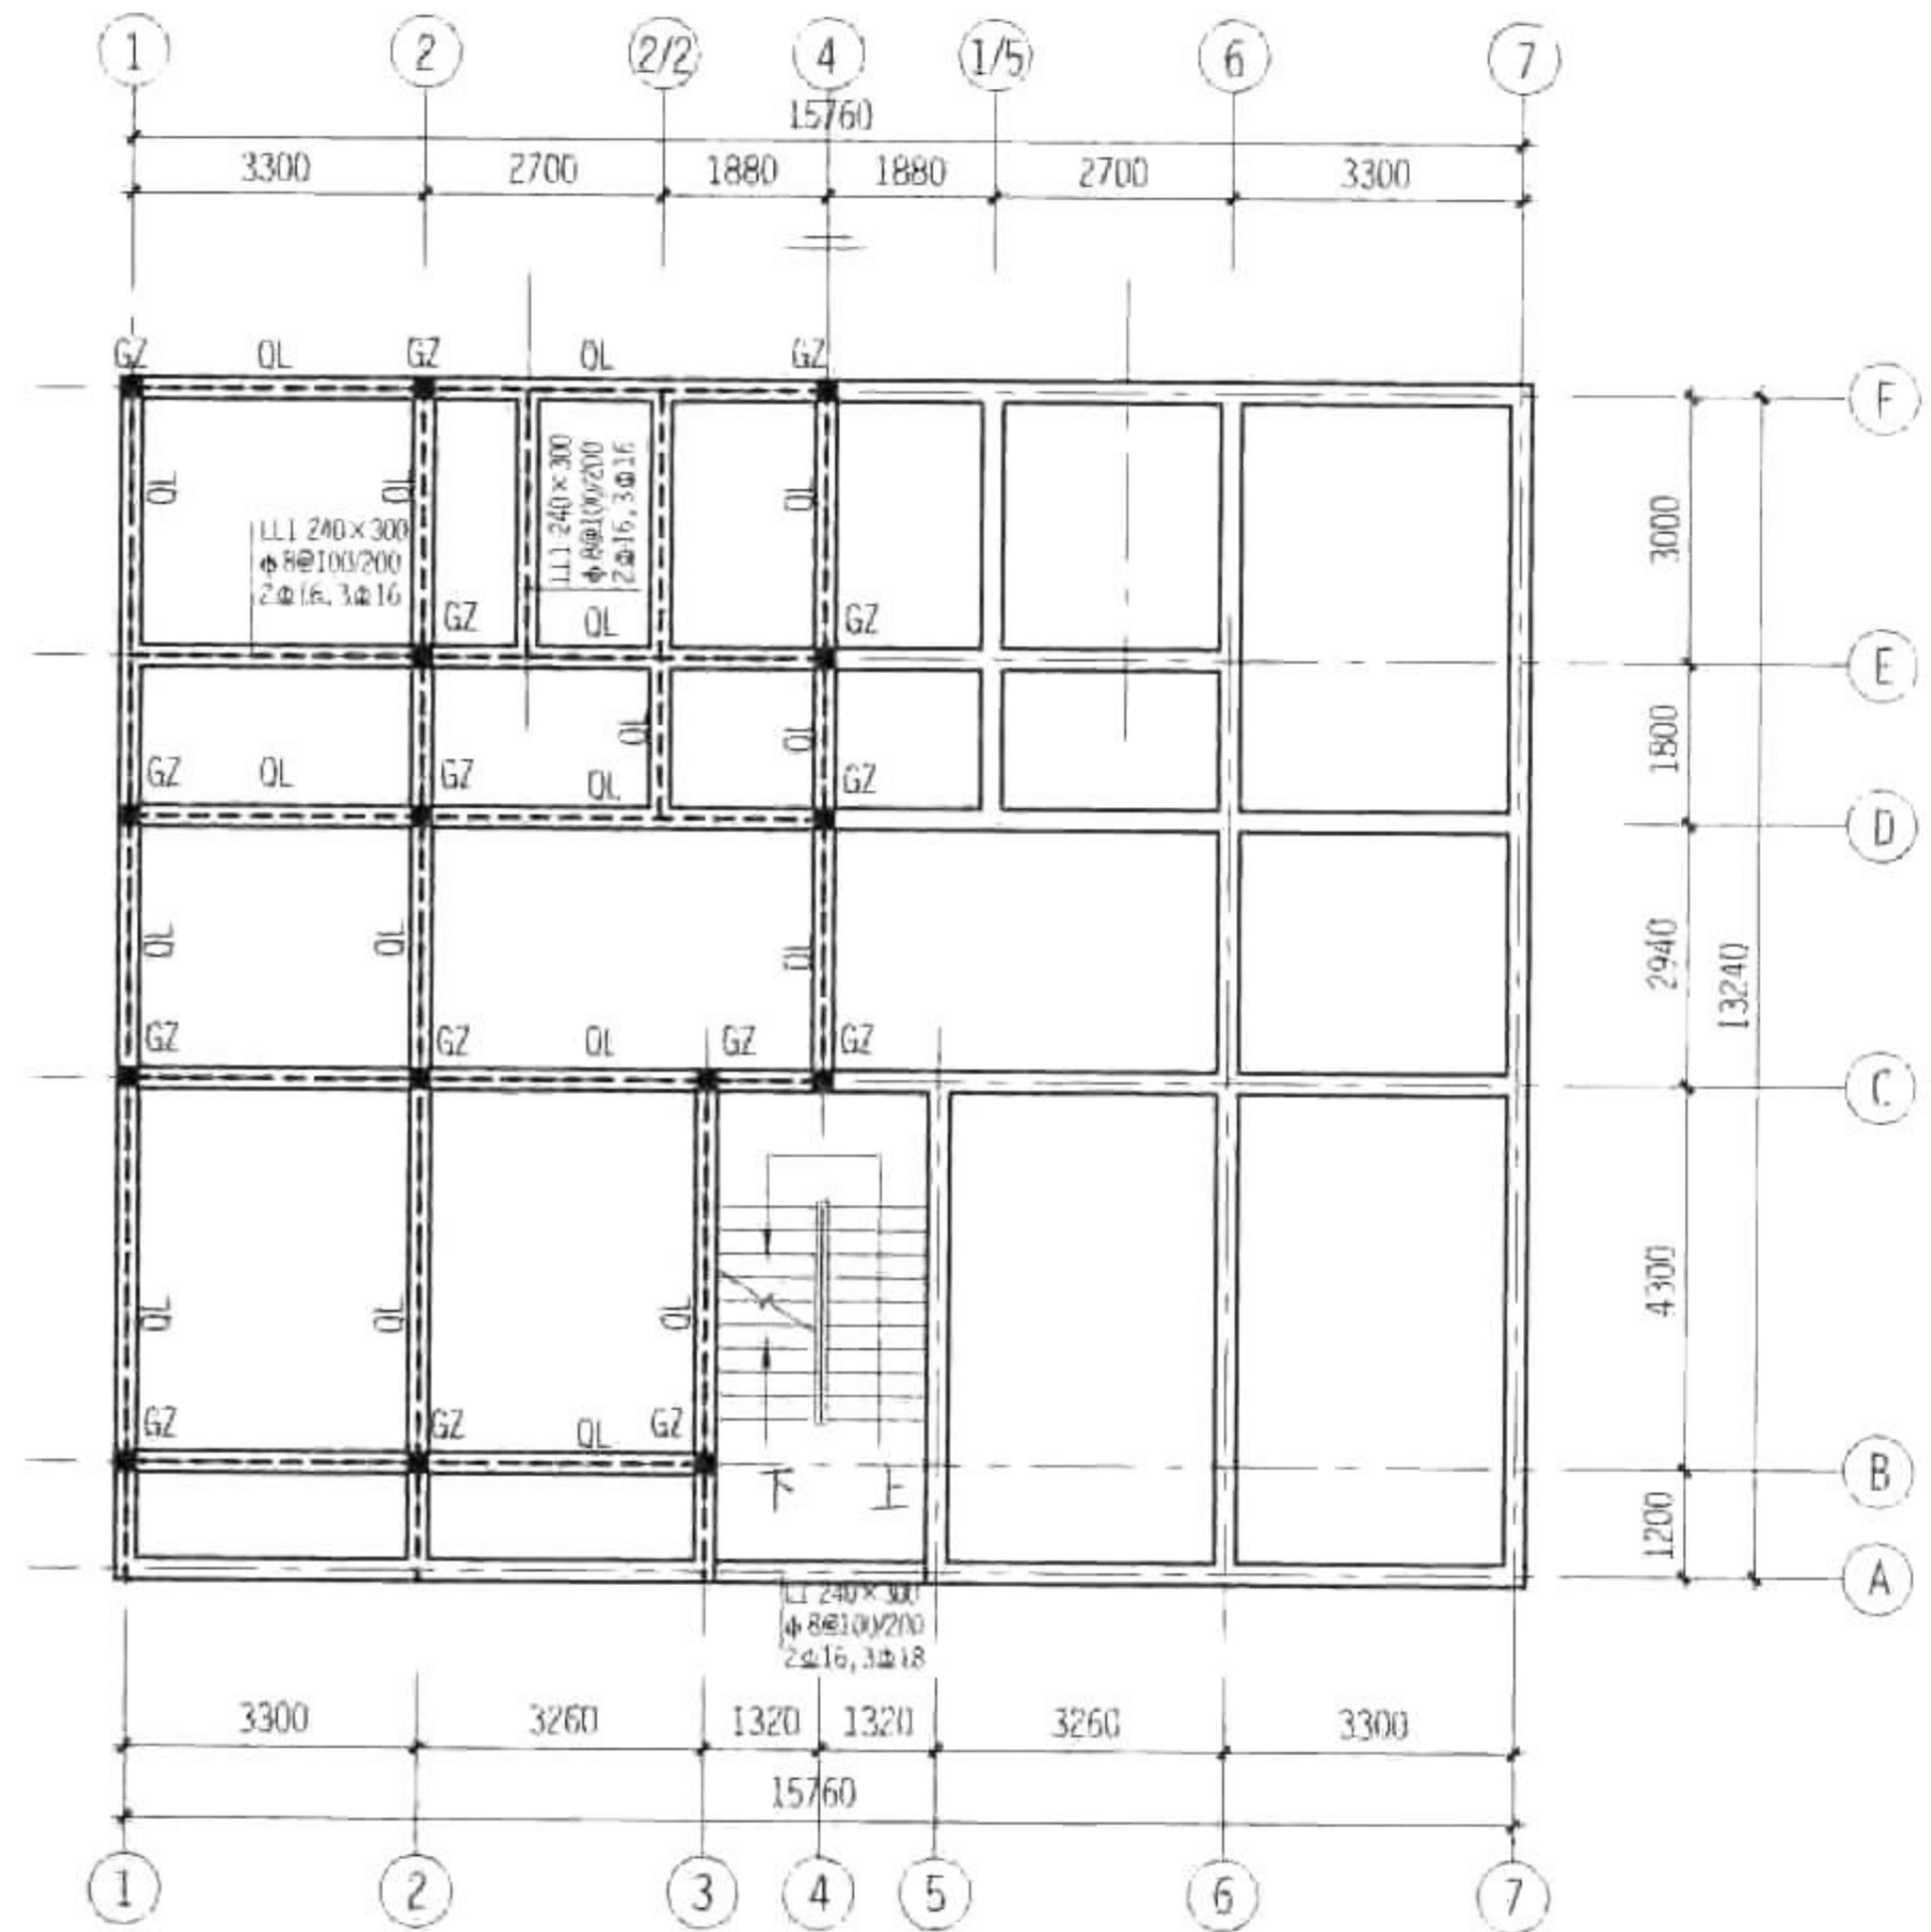 1 2 2/2 4 1/5 6 7
15760
3300 2700 1880 1880 2700 3300
GZ QL GZ QL GZ
F
QL QL QL
LL1 240×300
ϕ8@100/200
2Φ16, 3Φ16
LL1 240×300
ϕ8@100/200
2Φ16, 3Φ16
3000
GZ QL GZ
E
QL QL
1800
GZ QL GZ QL GZ
D
QL QL QL
2940
13240
GZ GZ QL GZ GZ
C
QL QL QL
4300
GZ GZ QL GZ
B
下 上
1200
A
LL 240×300
ϕ8@100/200
2Φ16, 3Φ18
3300 3260 1320 1320 3260 3300
15760
1 2 3 4 5 6 7